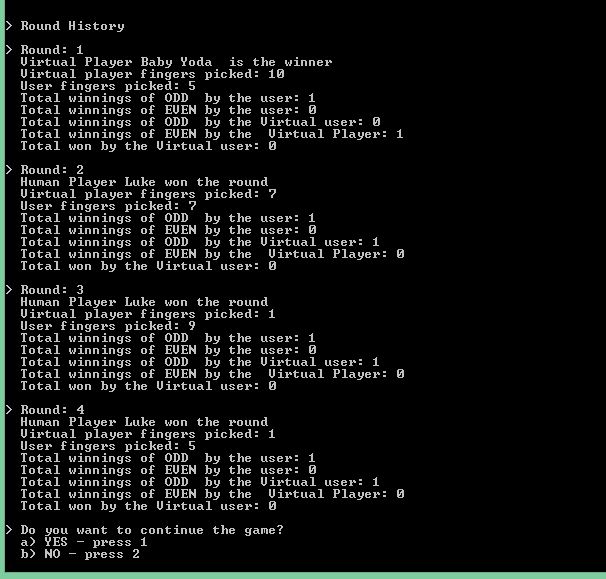 > Round History
> Round: 1
Virtual Player Baby Yoda  is the winner
Virtual player fingers picked: 10
User fingers picked: 5
Total winnings of ODD  by the user: 1
Total winnings of EVEN by the user: 0
Total winnings of ODD  by the Virtual user: 0
Total winnings of EVEN by the  Virtual Player: 1
Total won by the Virtual user: 0
> Round: 2
Human Player Luke won the round
Virtual player fingers picked: 7
User fingers picked: 7
Total winnings of ODD  by the user: 1
Total winnings of EVEN by the user: 0
Total winnings of ODD  by the Virtual user: 1
Total winnings of EVEN by the  Virtual Player: 0
Total won by the Virtual user: 0
> Round: 3
Human Player Luke won the round
Virtual player fingers picked: 1
User fingers picked: 9
Total winnings of ODD  by the user: 1
Total winnings of EVEN by the user: 0
Total winnings of ODD  by the Virtual user: 1
Total winnings of EVEN by the  Virtual Player: 0
Total won by the Virtual user: 0
> Round: 4
Human Player Luke won the round
Virtual player fingers picked: 1
User fingers picked: 5
Total winnings of ODD  by the user: 1
Total winnings of EVEN by the user: 0
Total winnings of ODD  by the Virtual user: 1
Total winnings of EVEN by the  Virtual Player: 0
Total won by the Virtual user: 0
> Do you want to continue the game?
a) YES - press 1
b) NO - press 2